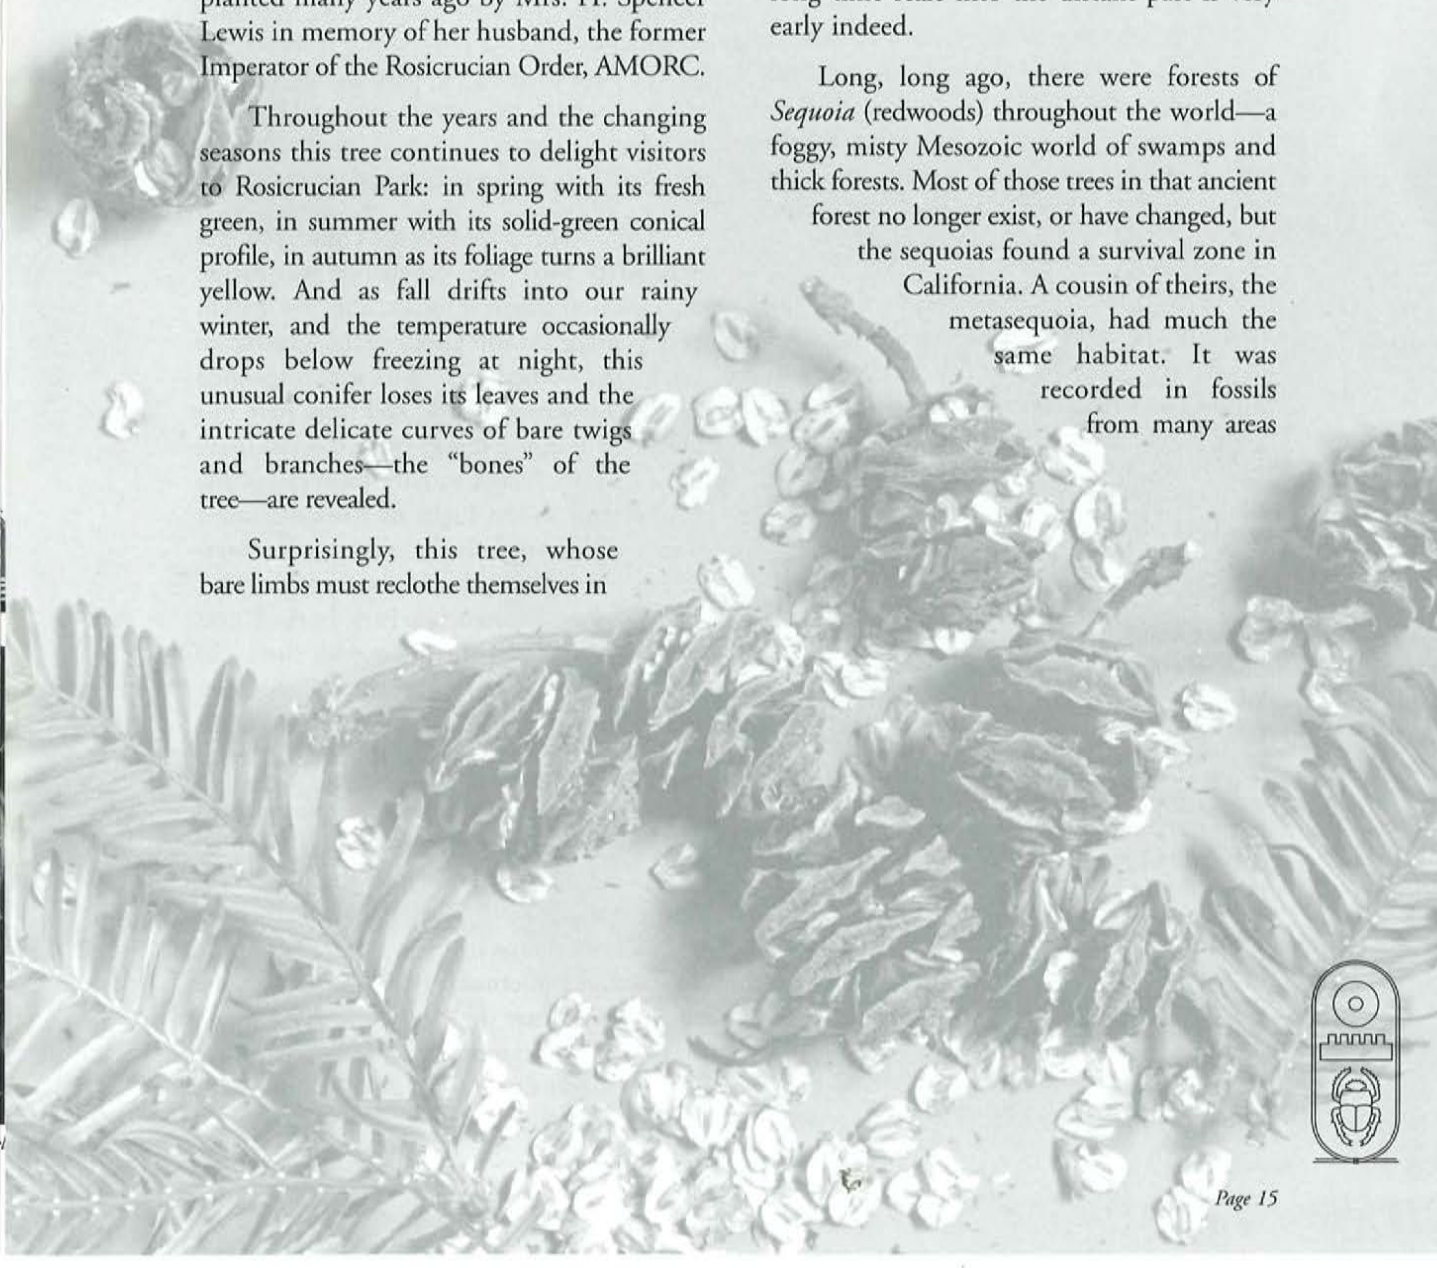 planted many years ago by Mrs. H. Spencer
Lewis in memory of her husband, the former
Imperator of the Rosicrucian Order, AMORC.
Throughout the years and the changing
seasons this tree continues to delight visitors
to Rosicrucian Park: in spring with its fresh
green, in summer with its solid-green conical
profile, in autumn as its foliage turns a brilliant
yellow. And as fall drifts into our rainy
winter, and the temperature occasionally
drops below freezing at night, this
unusual conifer loses its leaves and the
intricate delicate curves of bare twigs
and branches—the “bones” of the
tree—are revealed.
Surprisingly, this tree, whose
bare limbs must reclothe themselves in
early indeed.
Long, long ago, there were forests of
Sequoia (redwoods) throughout the world—a
foggy, misty Mesozoic world of swamps and
thick forests. Most of those trees in that ancient
forest no longer exist, or have changed, but
the sequoias found a survival zone in
California. A cousin of theirs, the
metasequoia, had much the
same habitat. It was
recorded in fossils
from many areas
Page 15